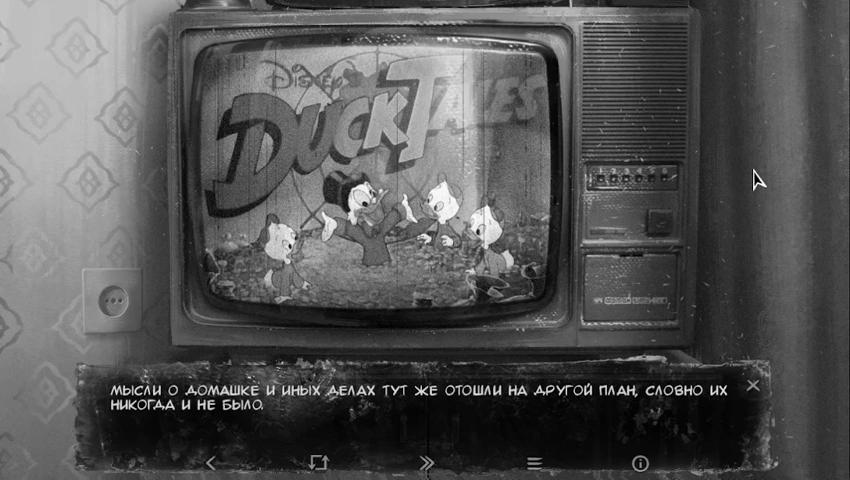 DISNEY'S
DUCKTALES
МЫСЛИ О ДОМАШКЕ И ИНЫХ ДЕЛАХ ТУТ ЖЕ ОТОШЛИ НА ДРУГОЙ ПЛАН, СЛОВНО ИХ
НИКОГДА И НЕ БЫЛО.